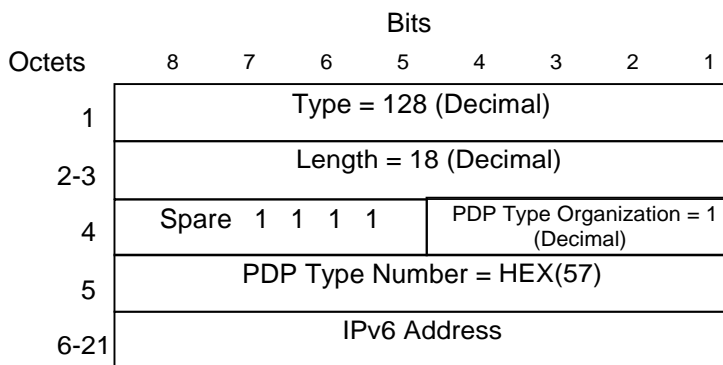 Bits
Octets 8 7 6 5 4 3 2 1
1 Type = 128 (Decimal)
2-3 Length = 18 (Decimal)
4 Spare 1 1 1 1 PDP Type Organization = 1
(Decimal)
5 PDP Type Number = HEX(57)
6-21 IPv6 Address